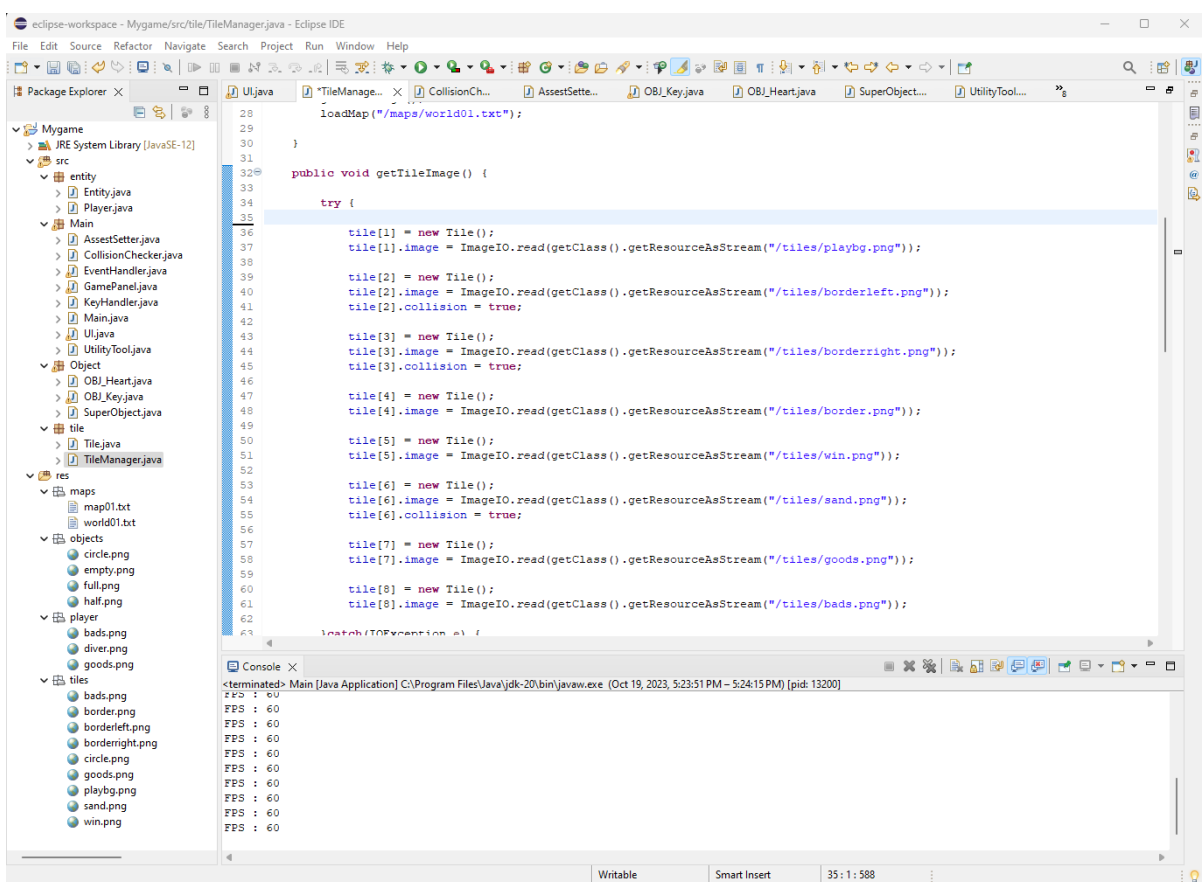 eclipse-workspace - Mygame/src/tile/TileManager.java - Eclipse IDE
File Edit Source Refactor Navigate Search Project Run Window Help
Package Explorer
Mygame
JRE System Library [JavaSE-12]
src
entity
Entity.java
Player.java
Main
AssestSetter.java
CollisionChecker.java
EventHandler.java
GamePanel.java
KeyHandler.java
Main.java
UI.java
UtilityTool.java
Object
OBJ_Heart.java
OBJ_Key.java
SuperObject.java
tile
Tile.java
TileManager.java
res
maps
map01.txt
world01.txt
objects
circle.png
empty.png
full.png
half.png
player
bads.png
diver.png
goods.png
tiles
bads.png
border.png
borderleft.png
borderright.png
circle.png
goods.png
playbg.png
sand.png
win.png
UI.java *TileManage... CollisionCh... AssestSette... OBJ_Key.java OBJ_Heart.java SuperObject.... UtilityTool.... »8
28 loadMap("/maps/world01.txt");
29
30 }
31
32 public void getTileImage() {
33
34 try {
35
36 tile[1] = new Tile();
37 tile[1].image = ImageIO.read(getClass().getResourceAsStream("/tiles/playbg.png"));
38
39 tile[2] = new Tile();
40 tile[2].image = ImageIO.read(getClass().getResourceAsStream("/tiles/borderleft.png"));
41 tile[2].collision = true;
42
43 tile[3] = new Tile();
44 tile[3].image = ImageIO.read(getClass().getResourceAsStream("/tiles/borderright.png"));
45 tile[3].collision = true;
46
47 tile[4] = new Tile();
48 tile[4].image = ImageIO.read(getClass().getResourceAsStream("/tiles/border.png"));
49
50 tile[5] = new Tile();
51 tile[5].image = ImageIO.read(getClass().getResourceAsStream("/tiles/win.png"));
52
53 tile[6] = new Tile();
54 tile[6].image = ImageIO.read(getClass().getResourceAsStream("/tiles/sand.png"));
55 tile[6].collision = true;
56
57 tile[7] = new Tile();
58 tile[7].image = ImageIO.read(getClass().getResourceAsStream("/tiles/goods.png"));
59
60 tile[8] = new Tile();
61 tile[8].image = ImageIO.read(getClass().getResourceAsStream("/tiles/bads.png"));
62
63 }catch(IOException e) {
Console
<terminated> Main [Java Application] C:\Program Files\Java\jdk-20\bin\javaw.exe (Oct 19, 2023, 5:23:51 PM – 5:24:15 PM) [pid: 13200]
FPS : 60
FPS : 60
FPS : 60
FPS : 60
FPS : 60
FPS : 60
FPS : 60
FPS : 60
FPS : 60
FPS : 60
Writable Smart Insert 35 : 1 : 588